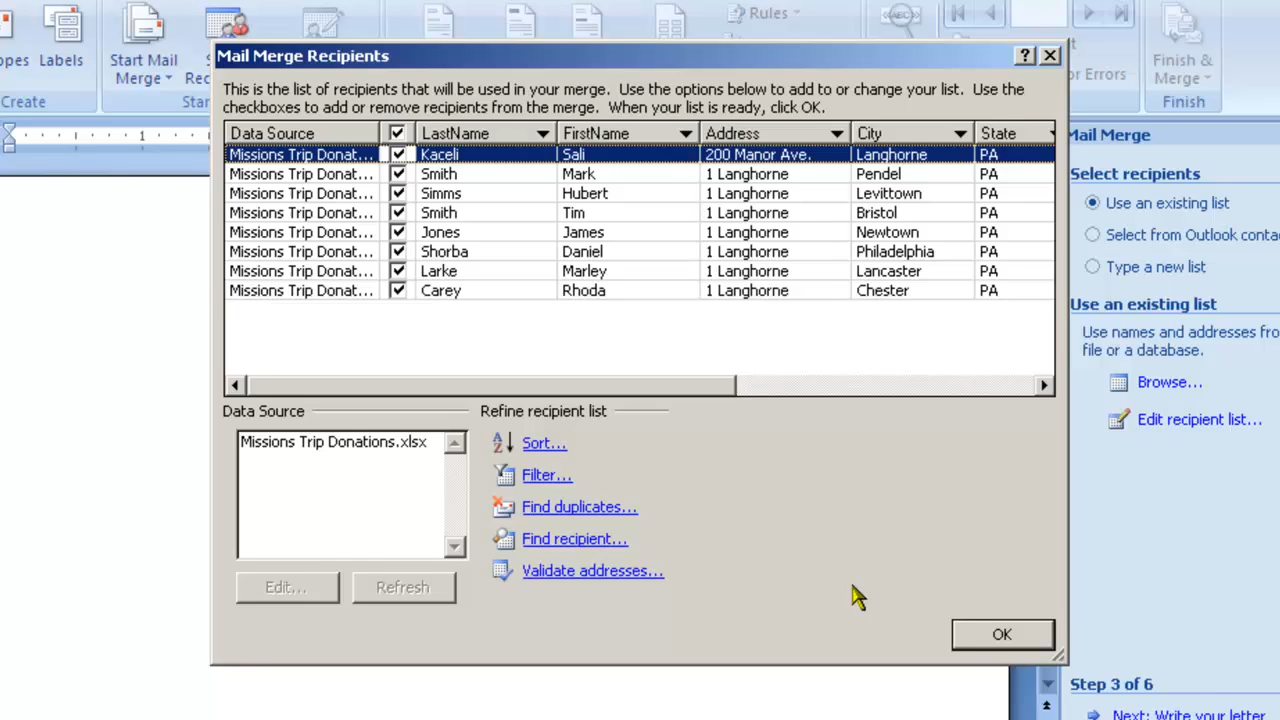 Rules
opes Labels Start Mail Finish &
Merge Rec or Errors Merge
Create Star Finish
Mail Merge Recipients
This is the list of recipients that will be used in your merge. Use the options below to add to or change your list. Use the
checkboxes to add or remove recipients from the merge. When your list is ready, click OK.
Data Source LastName FirstName Address City State
Missions Trip Donat... Kaceli Sali 200 Manor Ave. Langhorne PA
Missions Trip Donat... Smith Mark 1 Langhorne Pendel PA
Missions Trip Donat... Simms Hubert 1 Langhorne Levittown PA
Missions Trip Donat... Smith Tim 1 Langhorne Bristol PA
Missions Trip Donat... Jones James 1 Langhorne Newtown PA
Missions Trip Donat... Shorba Daniel 1 Langhorne Philadelphia PA
Missions Trip Donat... Larke Marley 1 Langhorne Lancaster PA
Missions Trip Donat... Carey Rhoda 1 Langhorne Chester PA
Data Source Refine recipient list
Missions Trip Donations.xlsx
Sort...
Filter...
Find duplicates...
Find recipient...
Validate addresses...
Edit... Refresh
OK
Mail Merge
Select recipients
Use an existing list
Select from Outlook conta
Type a new list
Use an existing list
Use names and addresses fro
file or a database.
Browse...
Edit recipient list...
Step 3 of 6
Next: Write your letter